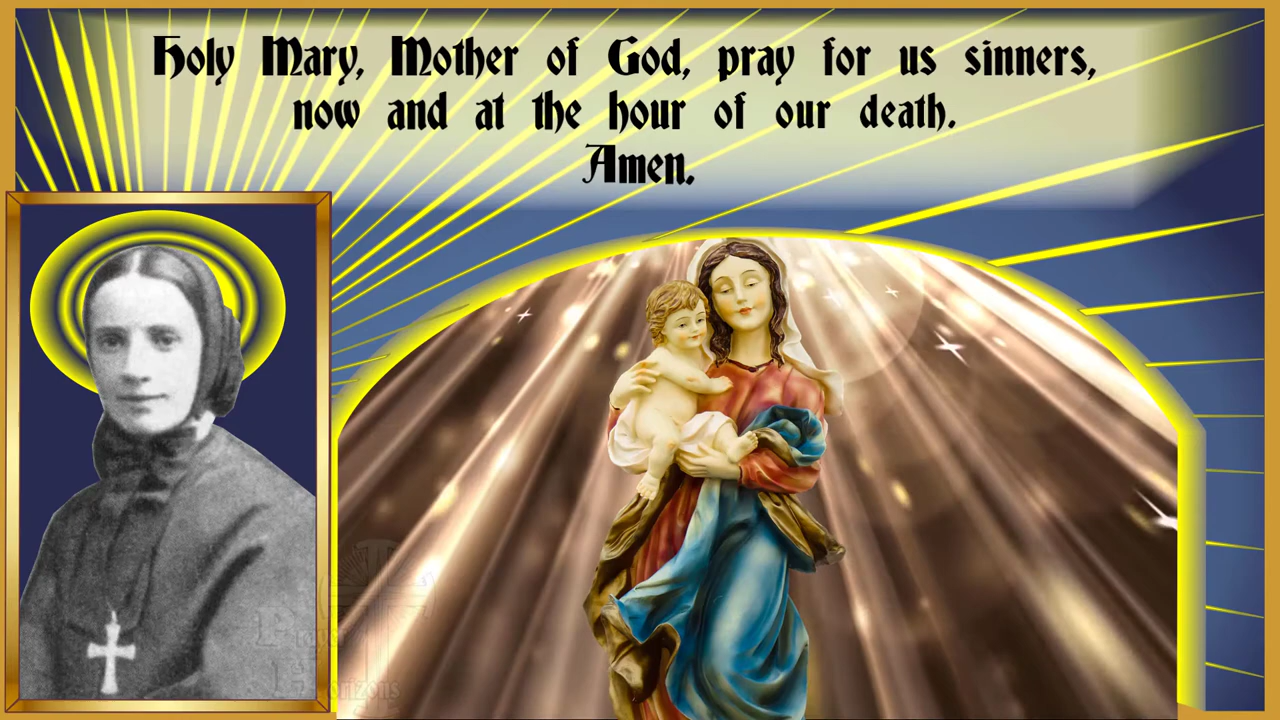 Holy Mary, Mother of God, pray for us sinners,
now and at the hour of our death.
Amen.